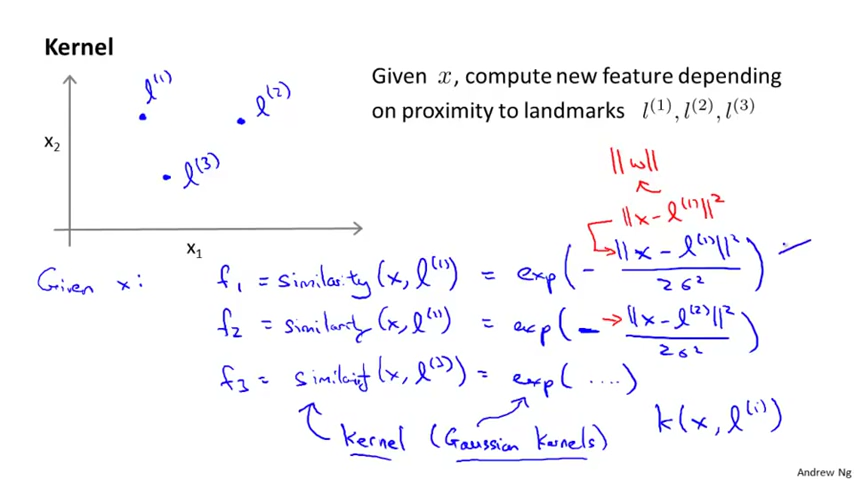 Kernel
Given x, compute new feature depending
on proximity to landmarks l^(1), l^(2), l^(3)
l^(1)
l^(2)
l^(3)
x₂
x₁
||w||
||x - l^(1)||²
Given x:
f₁ = similarity(x, l^(1)) = exp(- ||x - l^(1)||² / 2σ²)
f₂ = similarity(x, l^(1)) = exp(- ||x - l^(2)||² / 2σ²)
f₃ = similarity(x, l^(3)) = exp(....)
kernel (Gaussian kernels)
k(x, l^(i))
Andrew Ng